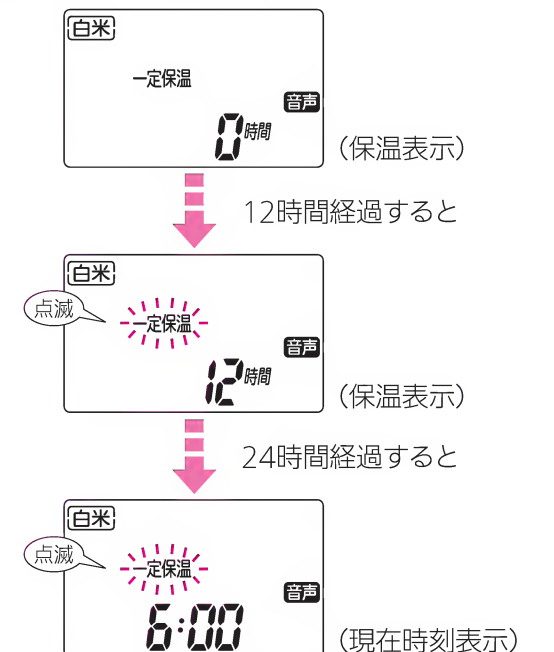 白米
一定保温
音声
0時間
（保温表示）
12時間経過すると
白米
点滅
一定保温
音声
12時間
（保温表示）
24時間経過すると
白米
点滅
一定保温
音声
6:00
（現在時刻表示）